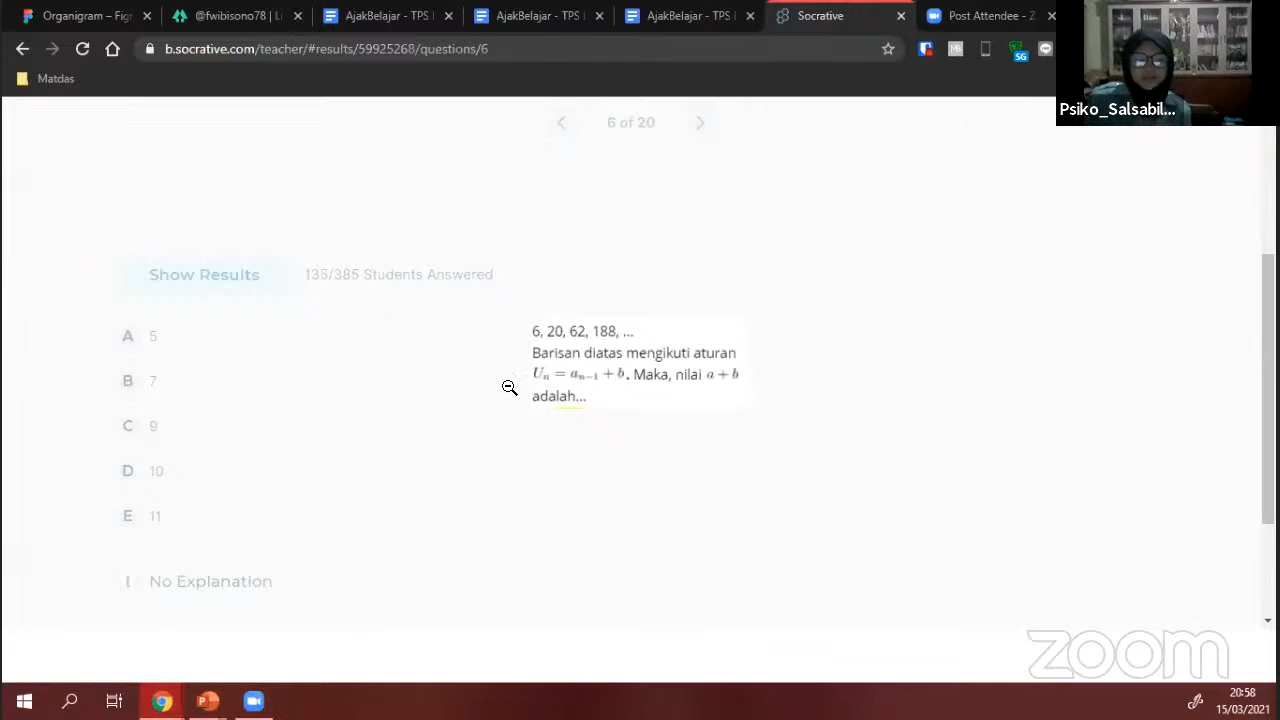 Organigram – Fig
@fwibisono78 | Li
AjakBelajar - TPS
AjakBelajar - TPS
AjakBelajar - TPS
Socrative
Post Attendee - Z
b.socrative.com/teacher/#results/59925268/questions/6
SG
Matdas
Psiko_Salsabil...
6 of 20
Show Results
135/385 Students Answered
A 5
B 7
C 9
D 10
E 11
No Explanation
6, 20, 62, 188, ...
Barisan diatas mengikuti aturan
Uₙ = aₙ₋₁ + b. Maka, nilai a + b
adalah...
zoom
20:58
15/03/2021